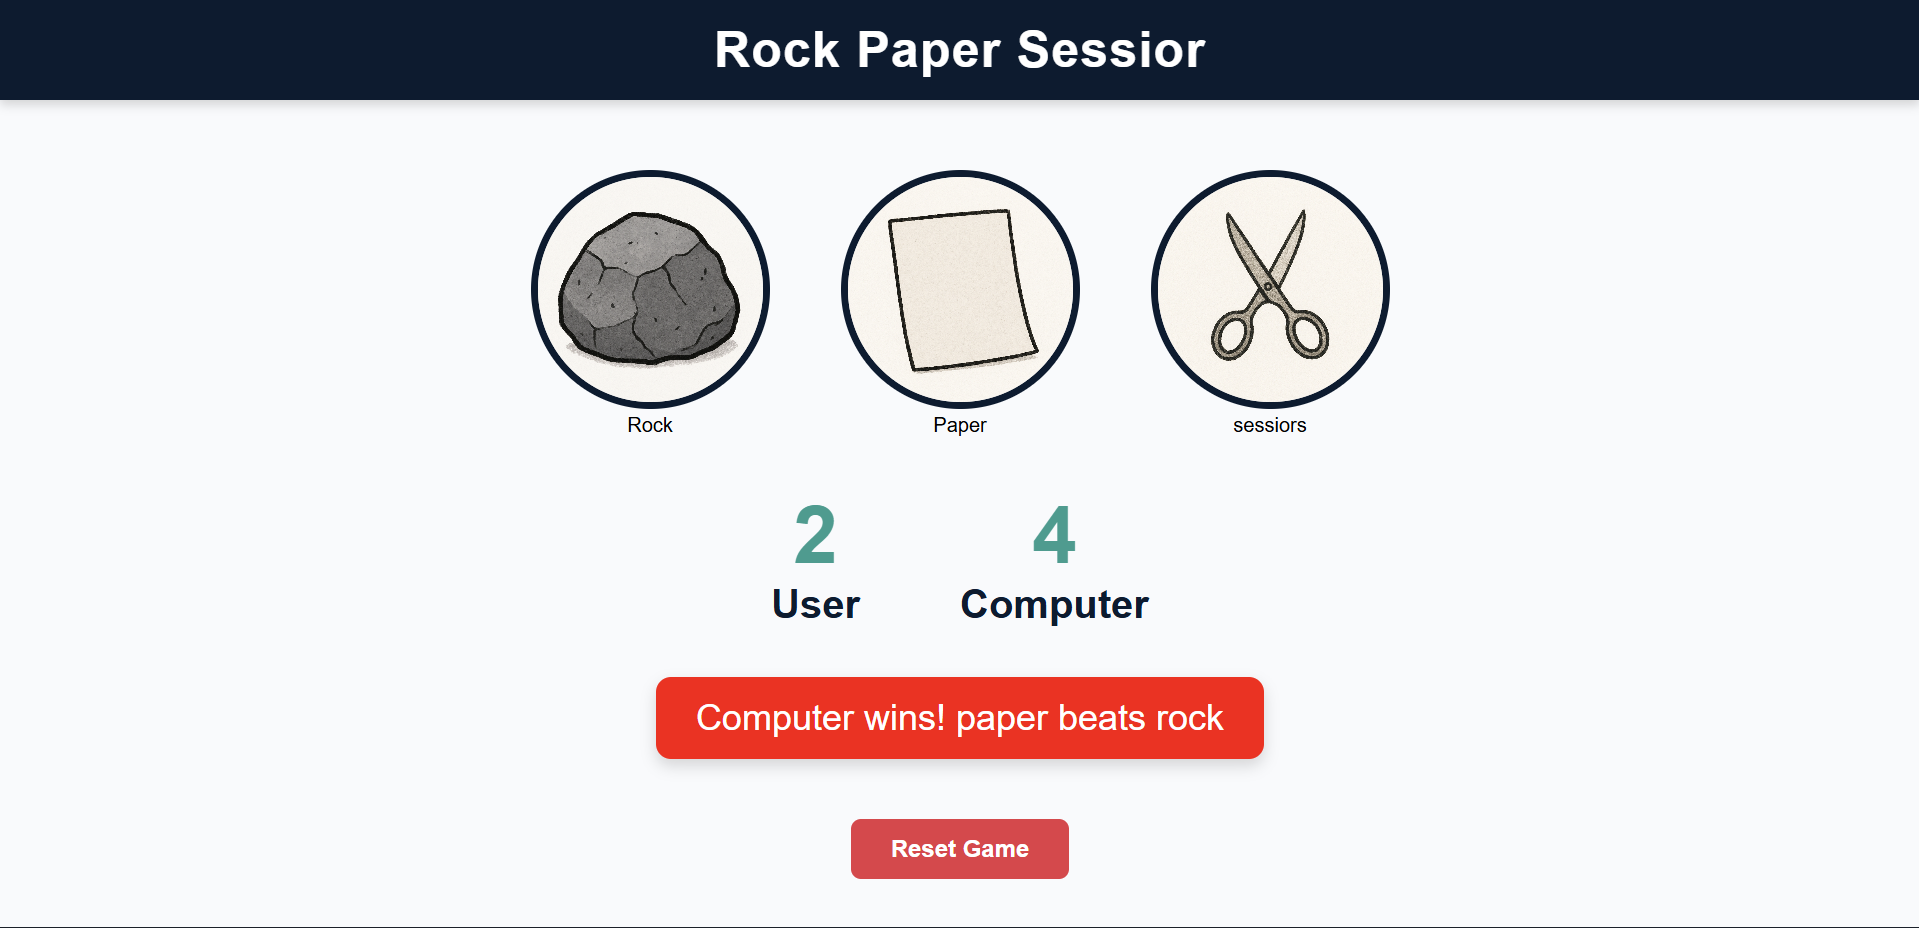 Rock Paper Sessior
Rock Paper sessiors
2 4
User Computer
Computer wins! paper beats rock
Reset Game